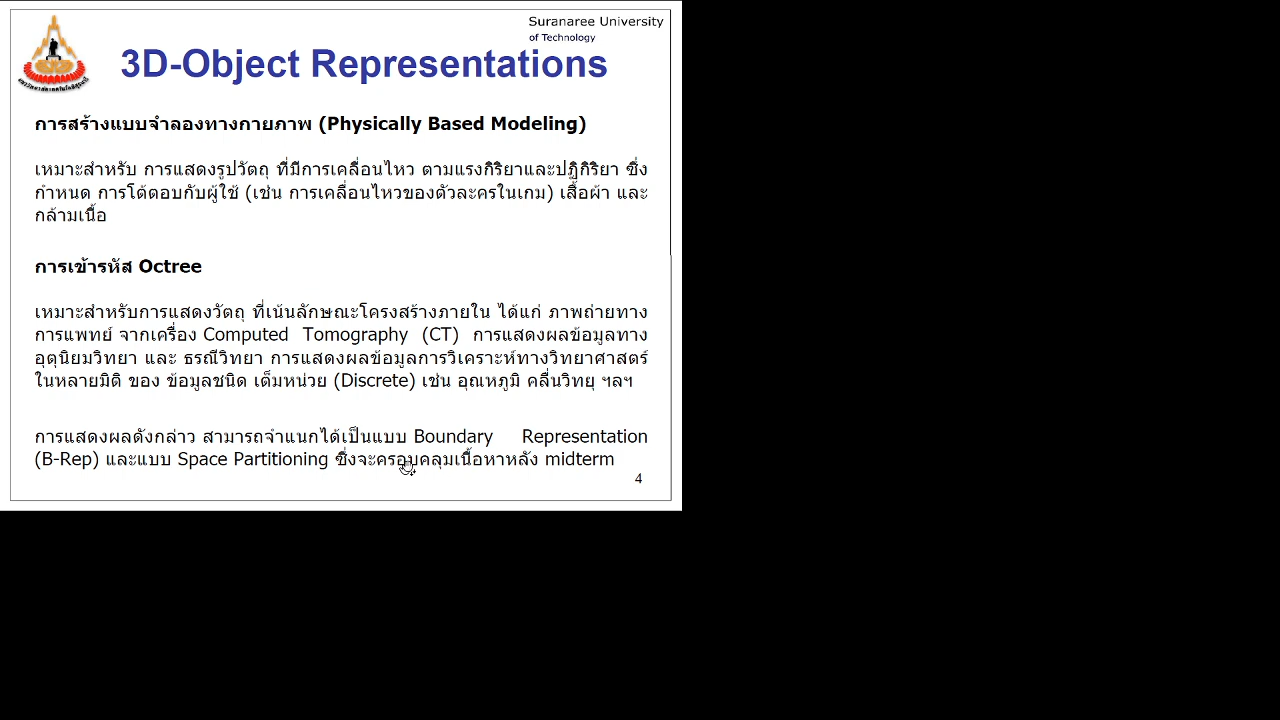 Suranaree University
of Technology
3D-Object Representations
การสร้างแบบจำลองทางกายภาพ (Physically Based Modeling)
เหมาะสำหรับ การแสดงรูปวัตถุ ที่มีการเคลื่อนไหว ตามแรงกิริยาและปฏิกิริยา ซึ่ง
กำหนด การโต้ตอบกับผู้ใช้ (เช่น การเคลื่อนไหวของตัวละครในเกม) เสื้อผ้า และ
กล้ามเนื้อ
การเข้ารหัส Octree
เหมาะสำหรับการแสดงวัตถุ ที่เน้นลักษณะโครงสร้างภายใน ได้แก่ ภาพถ่ายทาง
การแพทย์ จากเครื่อง Computed Tomography (CT) การแสดงผลข้อมูลทาง
อุตุนิยมวิทยา และ ธรณีวิทยา การแสดงผลข้อมูลการวิเคราะห์ทางวิทยาศาสตร์
ในหลายมิติ ของ ข้อมูลชนิด เต็มหน่วย (Discrete) เช่น อุณหภูมิ คลื่นวิทยุ ฯลฯ
การแสดงผลดังกล่าว สามารถจำแนกได้เป็นแบบ Boundary Representation
(B-Rep) และแบบ Space Partitioning ซึ่งจะครอบคลุมเนื้อหาหลัง midterm
4